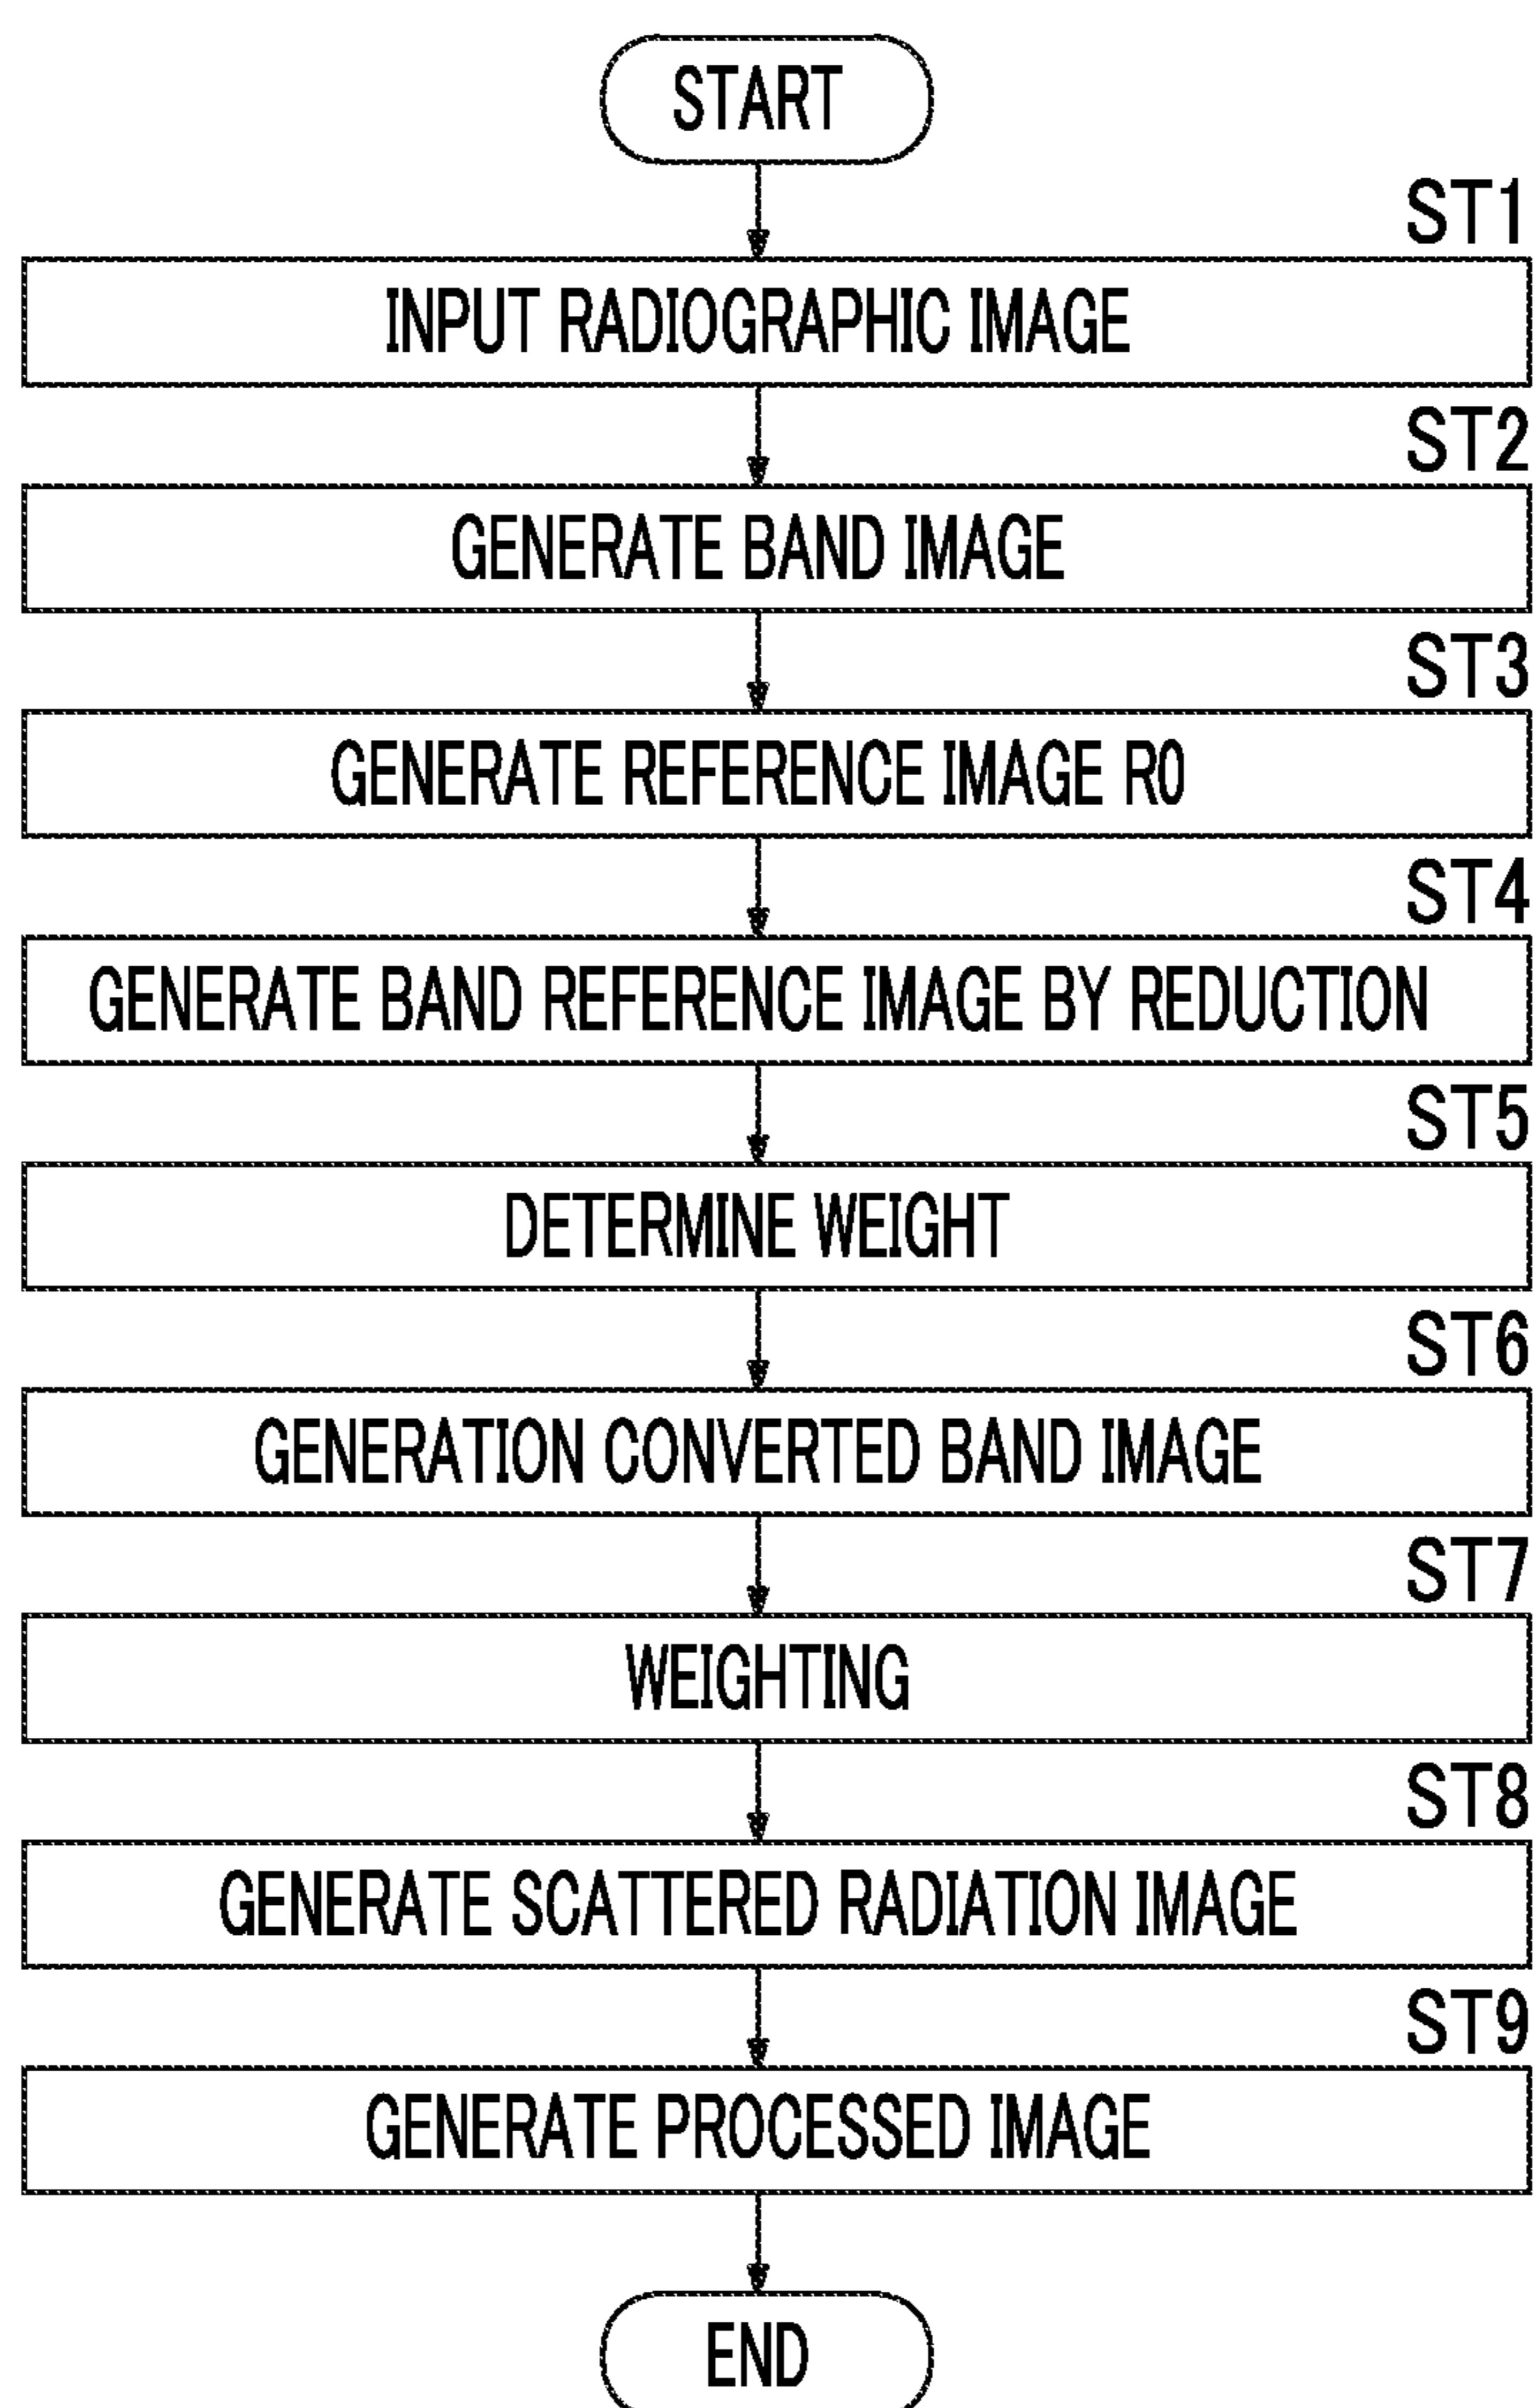 START
ST1
INPUT RADIOGRAPHIC IMAGE
ST2
GENERATE BAND IMAGE
ST3
GENERATE REFERENCE IMAGE R0
ST4
GENERATE BAND REFERENCE IMAGE BY REDUCTION
ST5
DETERMINE WEIGHT
ST6
GENERATION CONVERTED BAND IMAGE
ST7
WEIGHTING
ST8
GENERATE SCATTERED RADIATION IMAGE
ST9
GENERATE PROCESSED IMAGE
END